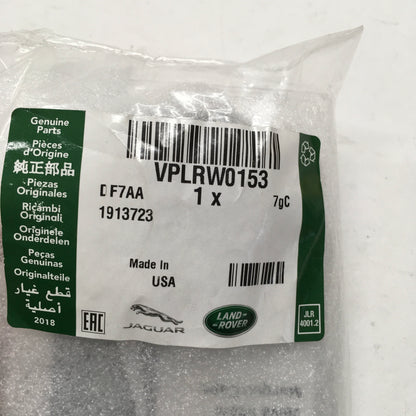 Genuine
Parts
Pièces
d'Origine
純正部品
Piezas
Originales
Ricambi
Originali
Originele
Onderdelen
Peças
Genuinas
Originalteile
قطع غيار
أصلية
2018
VPLRW0153
1 x
7gC
DF7AA
1913723
Made In
USA
EAC
JAGUAR
LAND-
ROVER
JLR
4001.2